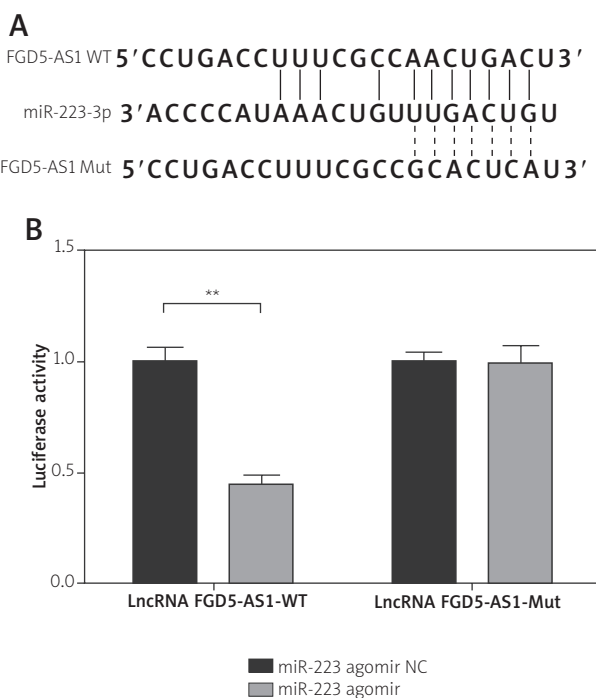 A
FGD5-AS1 WT 5′CCUGACCUUUCGCCAACUGACU3′
miR-223-3p 3′ACCCCAUAAACUGUUUGACUGU
FGD5-AS1 Mut 5′CCUGACCUUUCGCCGCACUCAU3′
B
1.5
**
1.0
Luciferase activity
0.5
0.0
LncRNA FGD5-AS1-WT LncRNA FGD5-AS1-Mut
miR-223 agomir NC
miR-223 agomir